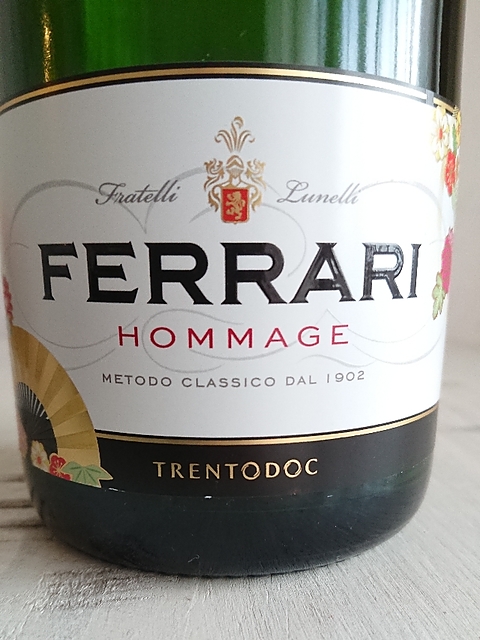 Fratelli Lunelli
FERRARI
HOMMAGE
METODO CLASSICO DAL 1902
TRENTODOC